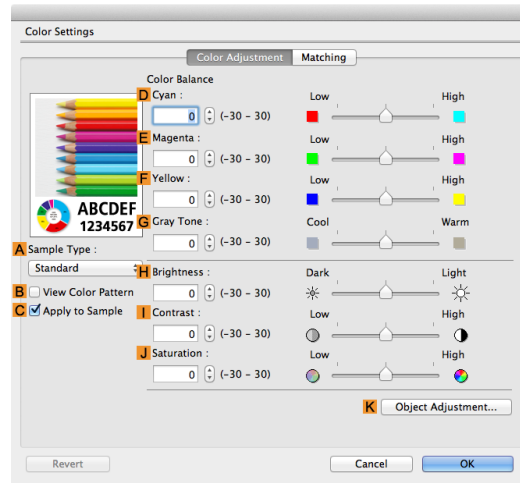 Color Settings
Color Adjustment Matching
Color Balance
D Cyan : Low High
0 (-30 - 30)
E Magenta : Low High
0 (-30 - 30)
F Yellow : Low High
0 (-30 - 30)
ABCDEF
1234567
G Gray Tone : Cool Warm
0 (-30 - 30)
A Sample Type :
Standard
H Brightness : Dark Light
B View Color Pattern 0 (-30 - 30)
C Apply to Sample I Contrast : Low High
0 (-30 - 30)
J Saturation : Low High
0 (-30 - 30)
K Object Adjustment...
Revert Cancel OK